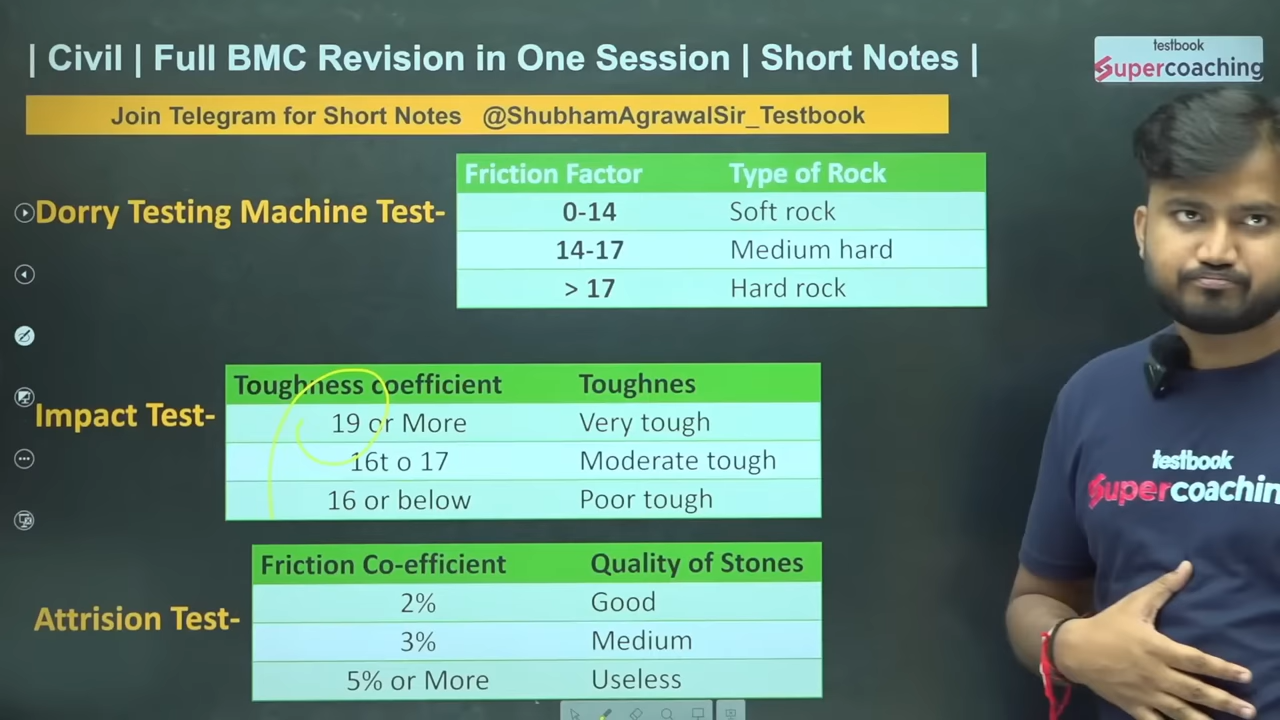 | Civil | Full BMC Revision in One Session | Short Notes |
testbook
Supercoaching
Join Telegram for Short Notes @ShubhamAgrawalSir_Testbook
Dorry Testing Machine Test-
Friction Factor Type of Rock
0-14 Soft rock
14-17 Medium hard
> 17 Hard rock
Impact Test-
Toughness coefficient Toughnes
19 or More Very tough
16t o 17 Moderate tough
16 or below Poor tough
Attrision Test-
Friction Co-efficient Quality of Stones
2% Good
3% Medium
5% or More Useless
testbook
Supercoachin